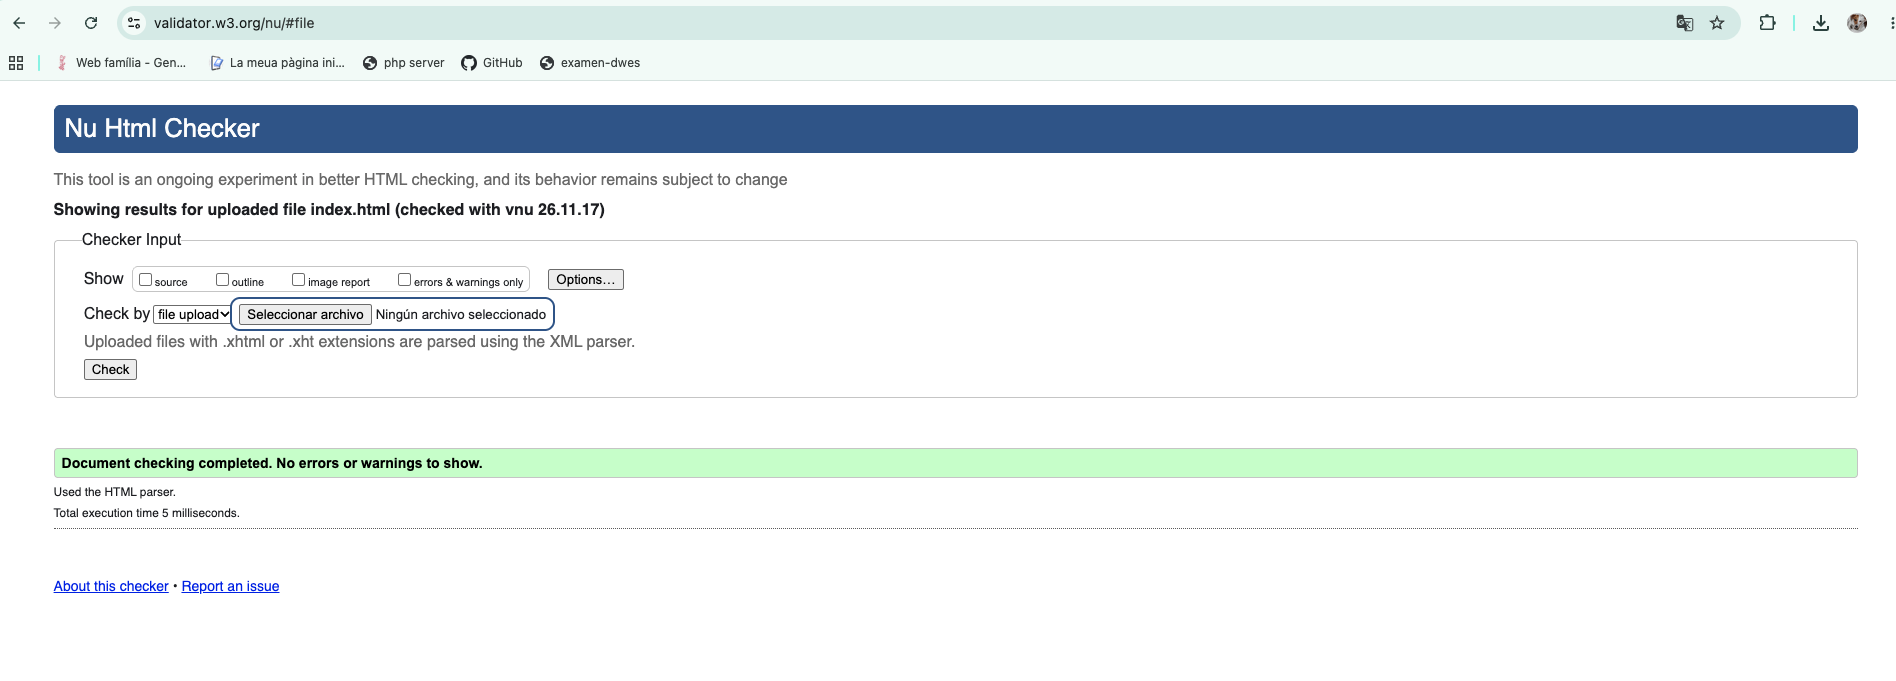 validator.w3.org/nu/#file
Web família - Gen... La meua pàgina ini... php server GitHub examen-dwes
Nu Html Checker
This tool is an ongoing experiment in better HTML checking, and its behavior remains subject to change
Showing results for uploaded file index.html (checked with vnu 26.11.17)
Checker Input
Show source outline image report errors & warnings only Options...
Check by file upload Seleccionar archivo Ningún archivo seleccionado
Uploaded files with .xhtml or .xht extensions are parsed using the XML parser.
Check
Document checking completed. No errors or warnings to show.
Used the HTML parser.
Total execution time 5 milliseconds.
About this checker • Report an issue